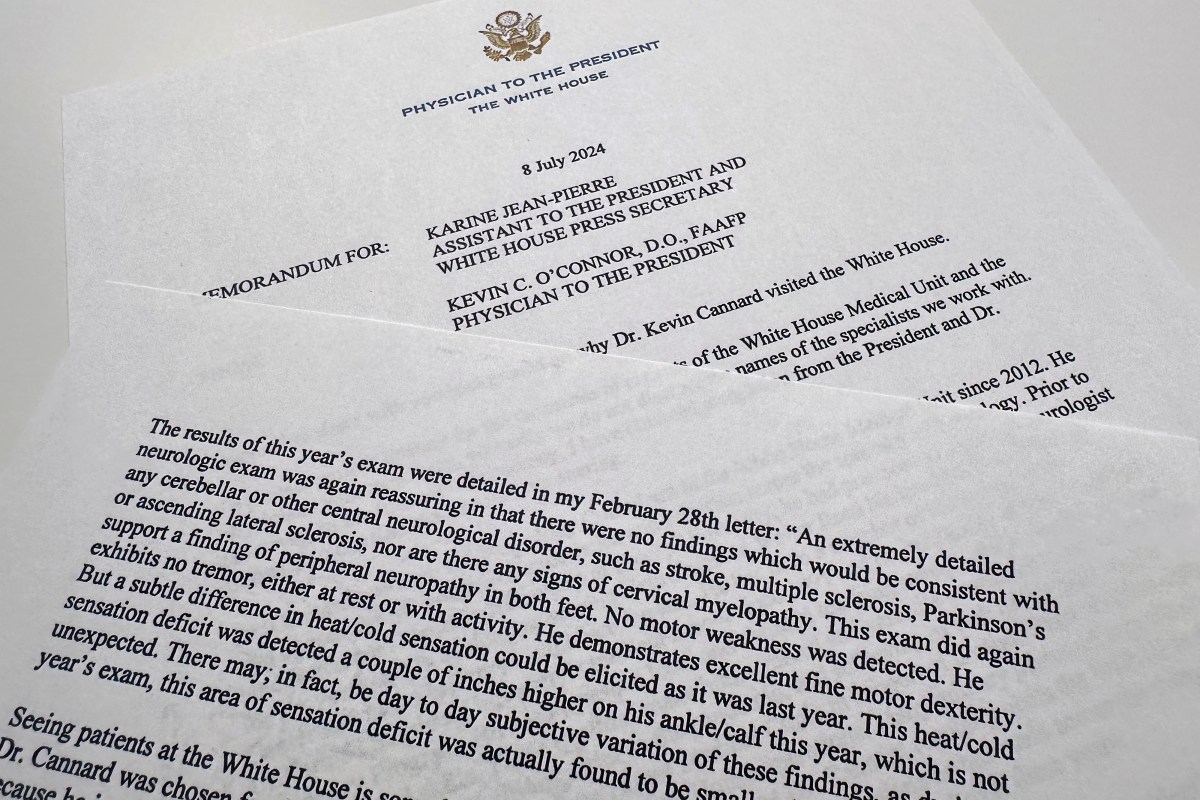 PHYSICIAN TO THE PRESIDENT
THE WHITE HOUSE
8 July 2024
EMORANDUM FOR:
KARINE JEAN-PIERRE
ASSISTANT TO THE PRESIDENT AND
WHITE HOUSE PRESS SECRETARY
KEVIN C. O'CONNOR, D.O., FAAFP
PHYSICIAN TO THE PRESIDENT
why Dr. Kevin Cannard visited the White House.
of the White House Medical Unit and the
names of the specialists we work with.
from the President and Dr.
Unit since 2012. He
Prior to
The results of this year's exam were detailed in my February 28th letter: "An extremely detailed
neurologic exam was again reassuring in that there were no findings which would be consistent with
any cerebellar or other central neurological disorder, such as stroke, multiple sclerosis, Parkinson's
or ascending lateral sclerosis, nor are there any signs of cervical myelopathy. This exam did again
support a finding of peripheral neuropathy in both feet. No motor weakness was detected. He
exhibits no tremor, either at rest or with activity. He demonstrates excellent fine motor dexterity.
But a subtle difference in heat/cold sensation could be elicited as it was last year. This heat/cold
sensation deficit was detected a couple of inches higher on his ankle/calf this year, which is not
unexpected. There may; in fact, be day to day subjective variation of these findings, as
year's exam, this area of sensation deficit was actually found to be
Seeing patients at the White House is
Dr. Cannard was chosen